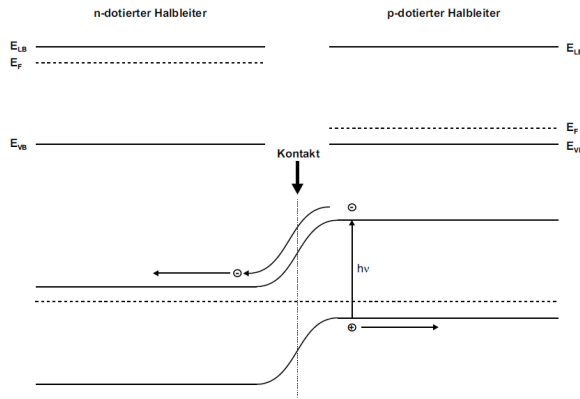 n-dotierter Halbleiter
p-dotierter Halbleiter
E_LB
E_F
E_VB
E_F
Kontakt
hν